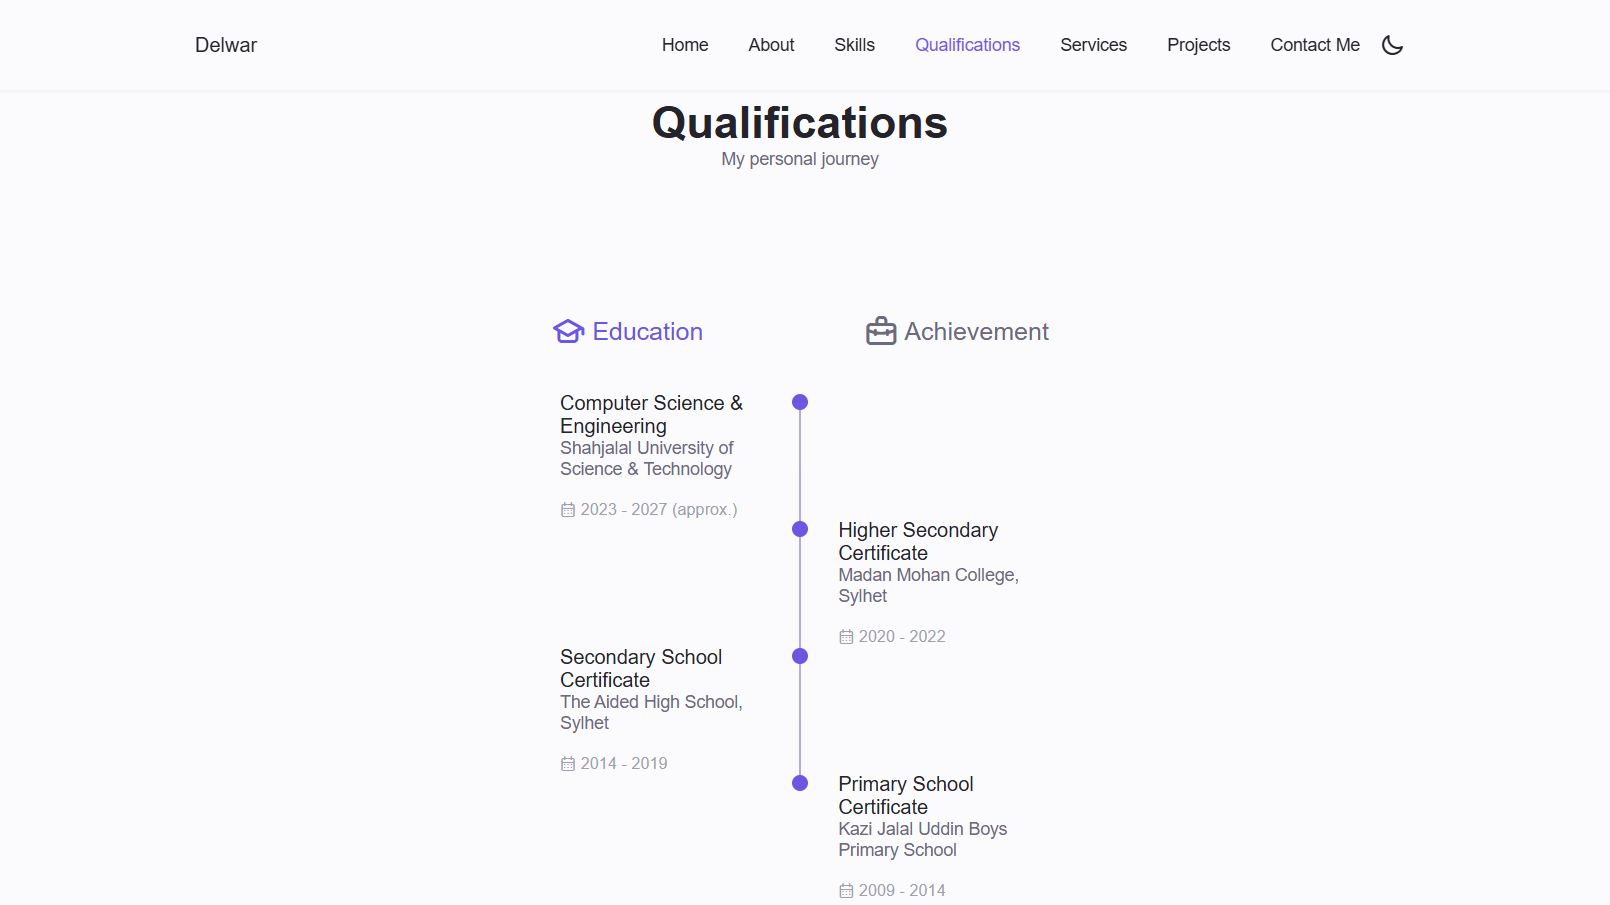 Delwar
Home
About
Skills
Qualifications
Services
Projects
Contact Me
Qualifications
My personal journey
Education
Achievement
Computer Science &
Engineering
Shahjalal University of
Science & Technology
2023 - 2027 (approx.)
Higher Secondary
Certificate
Madan Mohan College,
Sylhet
2020 - 2022
Secondary School
Certificate
The Aided High School,
Sylhet
2014 - 2019
Primary School
Certificate
Kazi Jalal Uddin Boys
Primary School
2009 - 2014